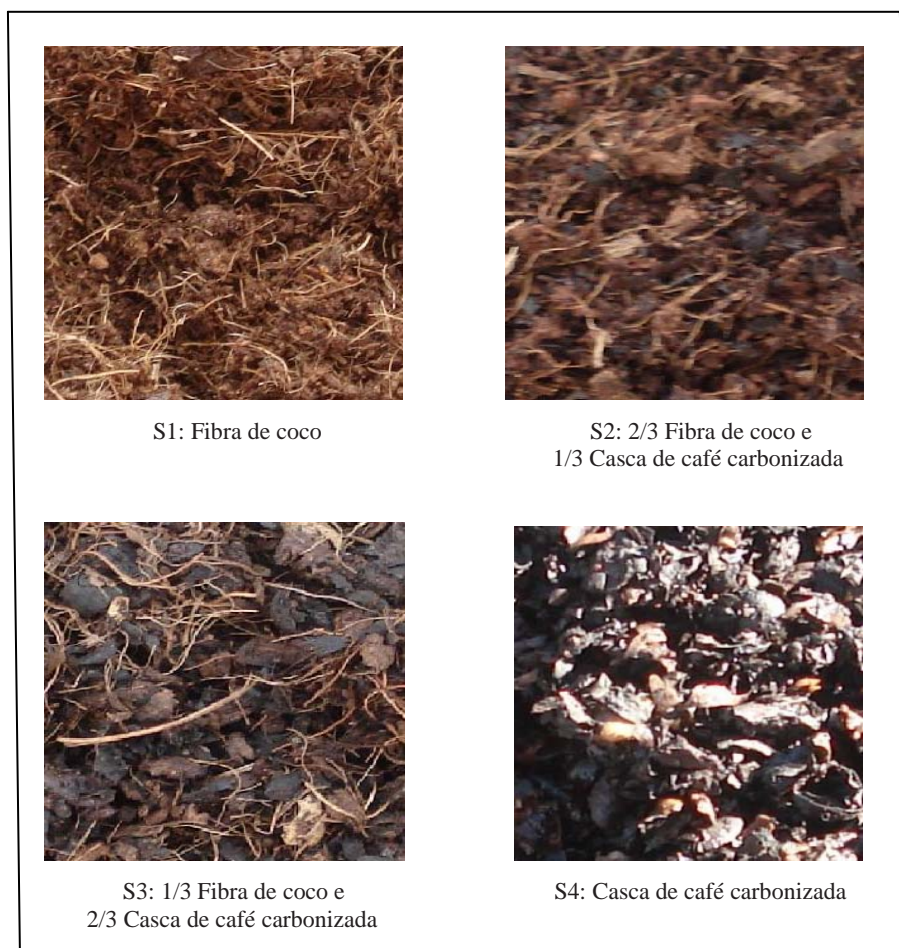 S1: Fibra de coco
S2: 2/3 Fibra de coco e
1/3 Casca de café carbonizada
S3: 1/3 Fibra de coco e
2/3 Casca de café carbonizada
S4: Casca de café carbonizada